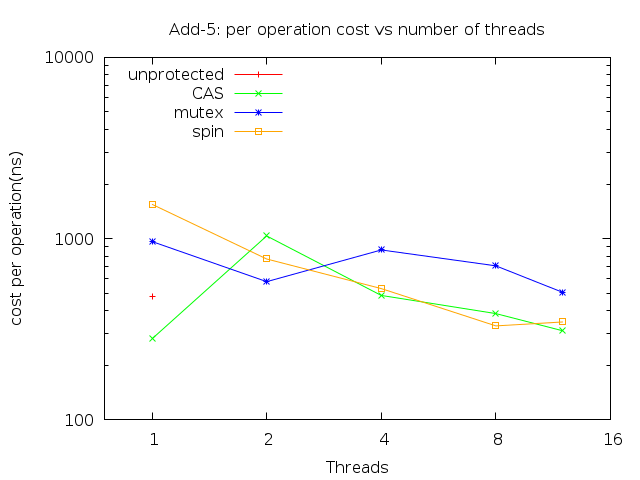 Add-5: per operation cost vs number of threads
10000
unprotected
CAS
mutex
spin
cost per operation(ns)
1000
100
1 2 4 8 16
Threads